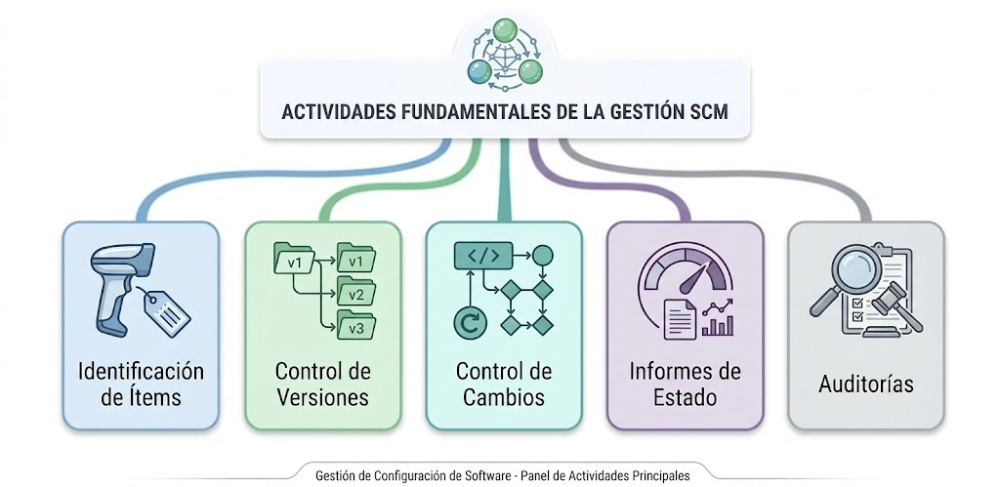 ACTIVIDADES FUNDAMENTALES DE LA GESTIÓN SCM
Identificación
de Ítems
v1
v1
v2
v3
Control de
Versiones
</>
Control de
Cambios
Informes de
Estado
Auditorías
Gestión de Configuración de Software - Panel de Actividades Principales